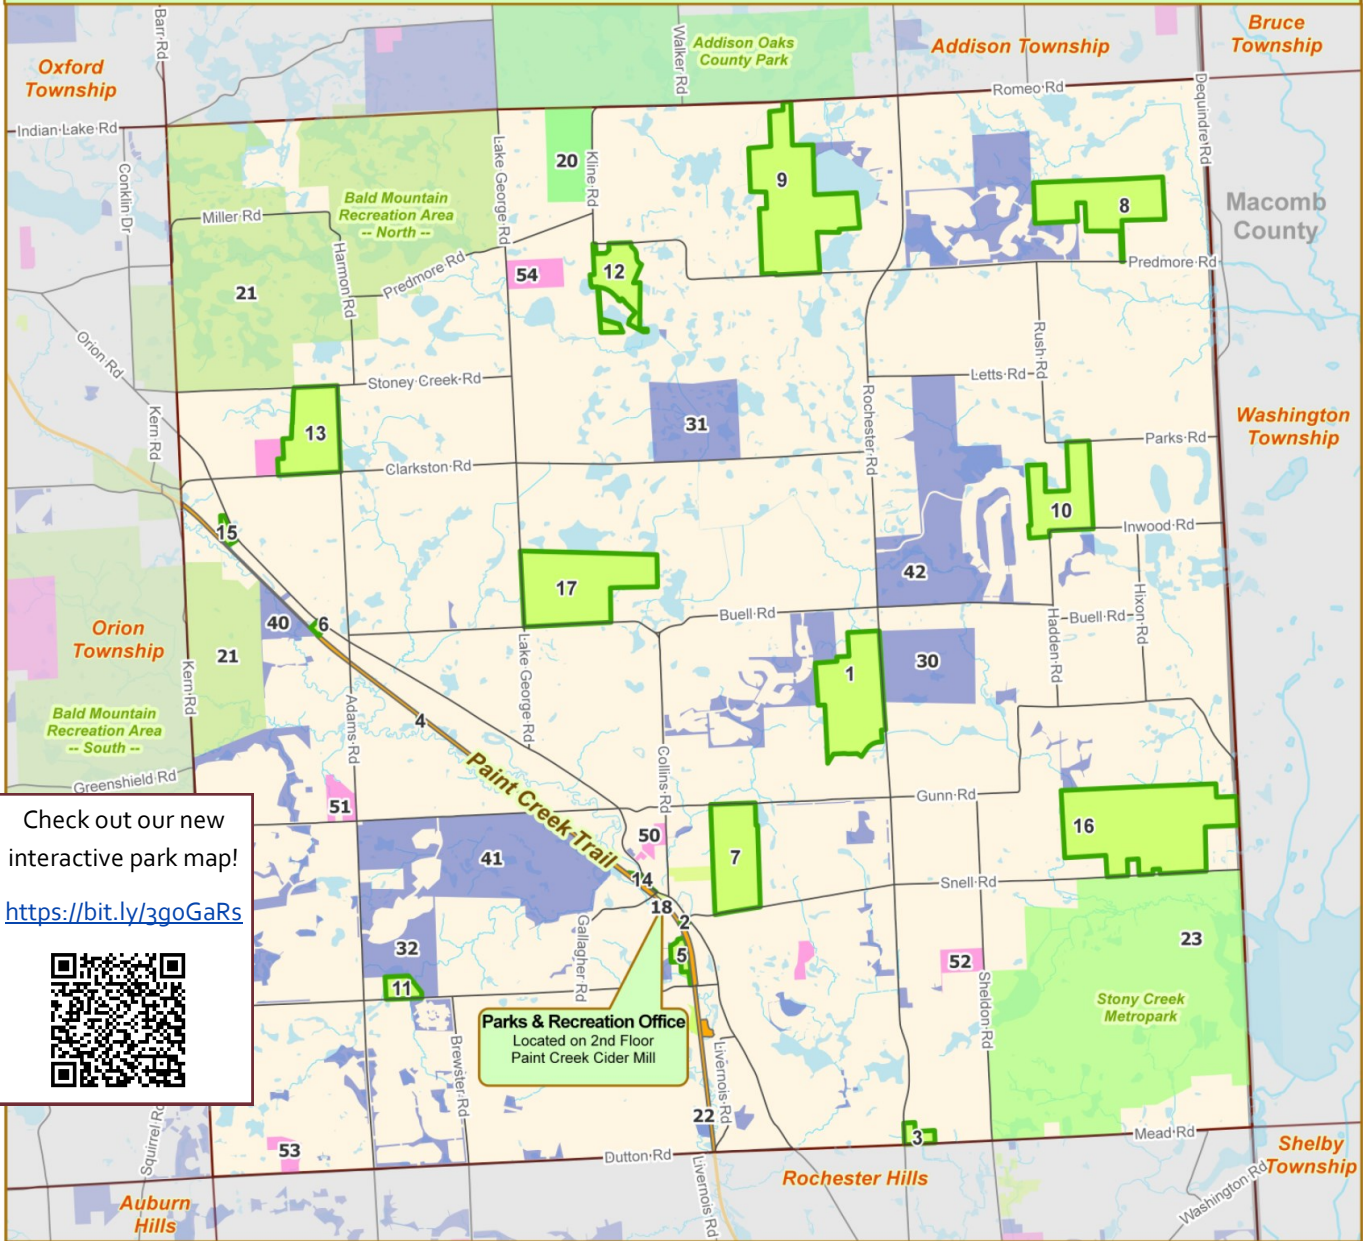 Bruce
Township
Addison Township
Addison Oaks
County Park
Oxford
Township
Barr Rd
Walker Rd
Romeo Rd
Dequindre Rd
Indian Lake Rd
Conklin Dr
Lake George Rd
Kline Rd
20
9
8
Bald Mountain
Recreation Area
-- North --
Miller Rd
Harmon Rd
Predmore Rd
54
12
Predmore Rd
Macomb
County
21
Orion Rd
Rush Rd
Stoney Creek Rd
Letts Rd
Kern Rd
13
31
Rochester Rd
Parks Rd
Washington
Township
Clarkston Rd
15
10
Inwood Rd
17
42
40
6
Buell Rd
Buell Rd
Hadden Rd
Hixon Rd
Orion
Township
21
Kern Rd
Adams Rd
Lake George Rd
1
30
4
Bald Mountain
Recreation Area
-- South --
Greenshield Rd
Paint Creek Trail
Collins Rd
Gunn Rd
51
50
7
16
41
14
Snell Rd
18
2
Check out our new
interactive park map!
https://bit.ly/3goGaRs
32
Gallagher Rd
5
52
23
11
Sheldon Rd
Stony Creek
Metropark
Parks & Recreation Office
Located on 2nd Floor
Paint Creek Cider Mill
Brewster Rd
Livernois Rd
22
3
Squirrel Rd
53
Dutton Rd
Mead Rd
Livernois Rd
Rochester Hills
Shelby
Township
Washington Rd
Auburn
Hills